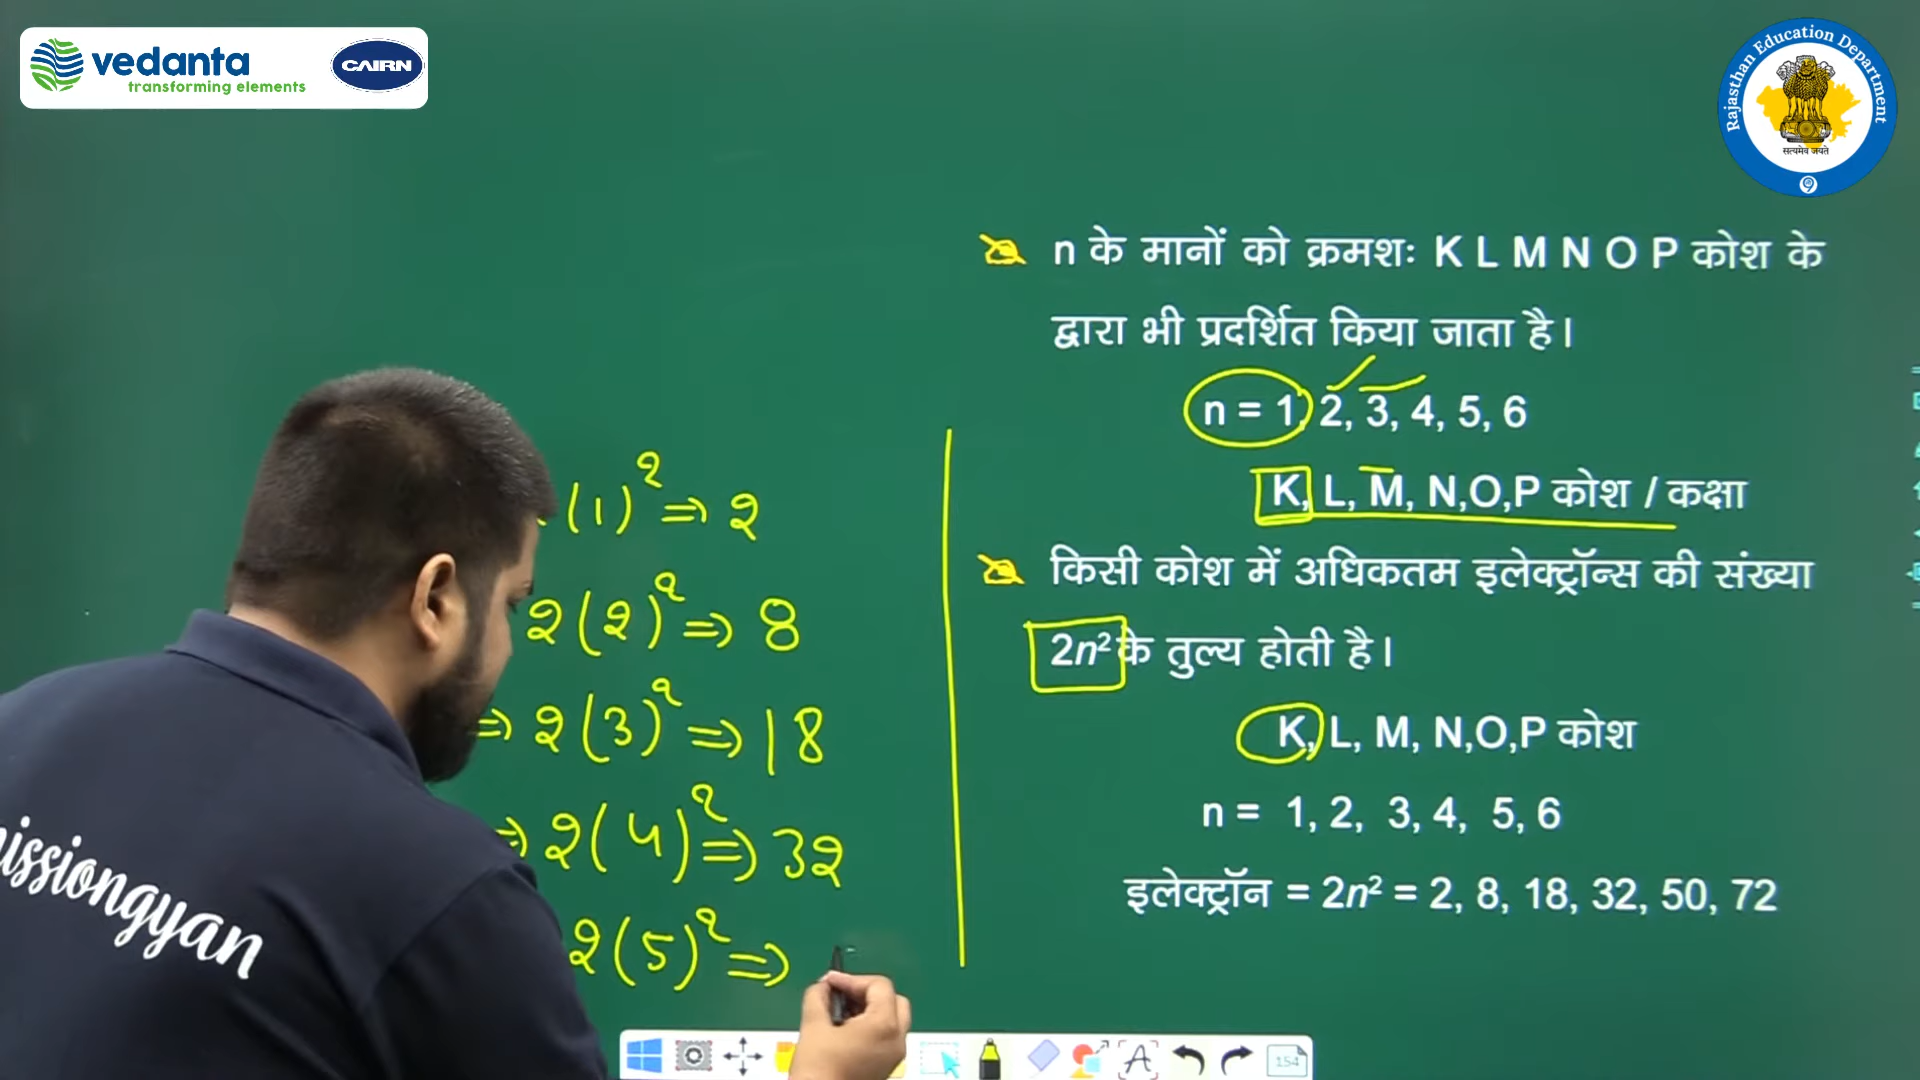 vedanta
transforming elements
CAIRN
Rajasthan Education Department
सत्यमेव जयते
n के मानों को क्रमशः K L M N O P कोश के
द्वारा भी प्रदर्शित किया जाता है।
n = 1, 2, 3, 4, 5, 6
K, L, M, N,O,P कोश / कक्षा
किसी कोश में अधिकतम इलेक्ट्रॉन्स की संख्या
2n² के तुल्य होती है।
K, L, M, N,O,P कोश
n = 1, 2, 3, 4, 5, 6
इलेक्ट्रॉन = 2n² = 2, 8, 18, 32, 50, 72
(1)² ⇒ 2
2(2)² ⇒ 8
⇒ 2(3)² ⇒ 18
⇒ 2(4)² ⇒ 32
2(5)² ⇒
missiongyan
A
154